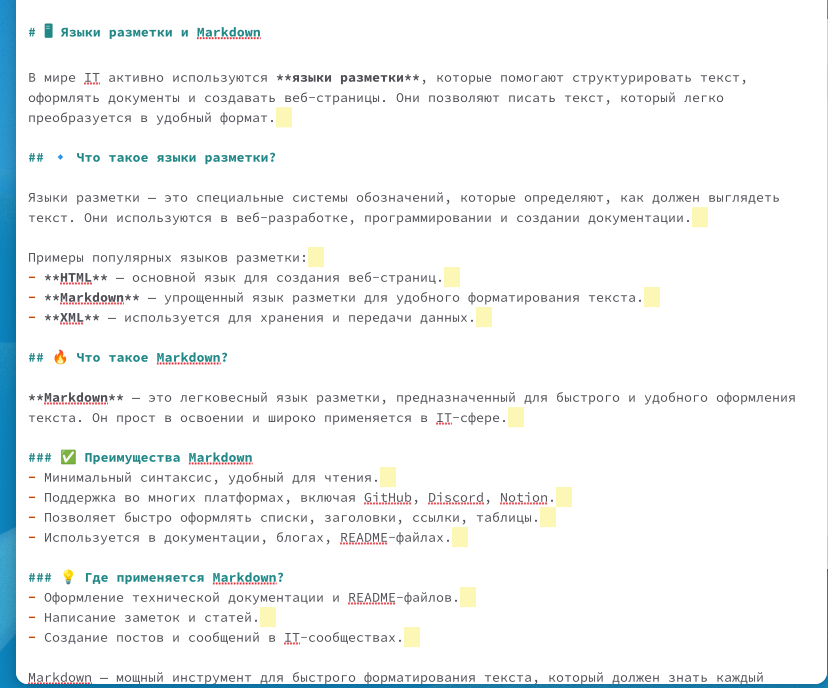 # 🖥 Языки разметки и Markdown
В мире IT активно используются **языки разметки**, которые помогают структурировать текст,
оформлять документы и создавать веб-страницы. Они позволяют писать текст, который легко
преобразуется в удобный формат.
## 🔹 Что такое языки разметки?
Языки разметки — это специальные системы обозначений, которые определяют, как должен выглядеть
текст. Они используются в веб-разработке, программировании и создании документации.
Примеры популярных языков разметки:
- **HTML** — основной язык для создания веб-страниц.
- **Markdown** — упрощенный язык разметки для удобного форматирования текста.
- **XML** — используется для хранения и передачи данных.
## 🔥 Что такое Markdown?
**Markdown** — это легковесный язык разметки, предназначенный для быстрого и удобного оформления
текста. Он прост в освоении и широко применяется в IT-сфере.
### ✅ Преимущества Markdown
- Минимальный синтаксис, удобный для чтения.
- Поддержка во многих платформах, включая GitHub, Discord, Notion.
- Позволяет быстро оформлять списки, заголовки, ссылки, таблицы.
- Используется в документации, блогах, README-файлах.
### 💡 Где применяется Markdown?
- Оформление технической документации и README-файлов.
- Написание заметок и статей.
- Создание постов и сообщений в IT-сообществах.
Markdown — мощный инструмент для быстрого форматирования текста, который должен знать каждый